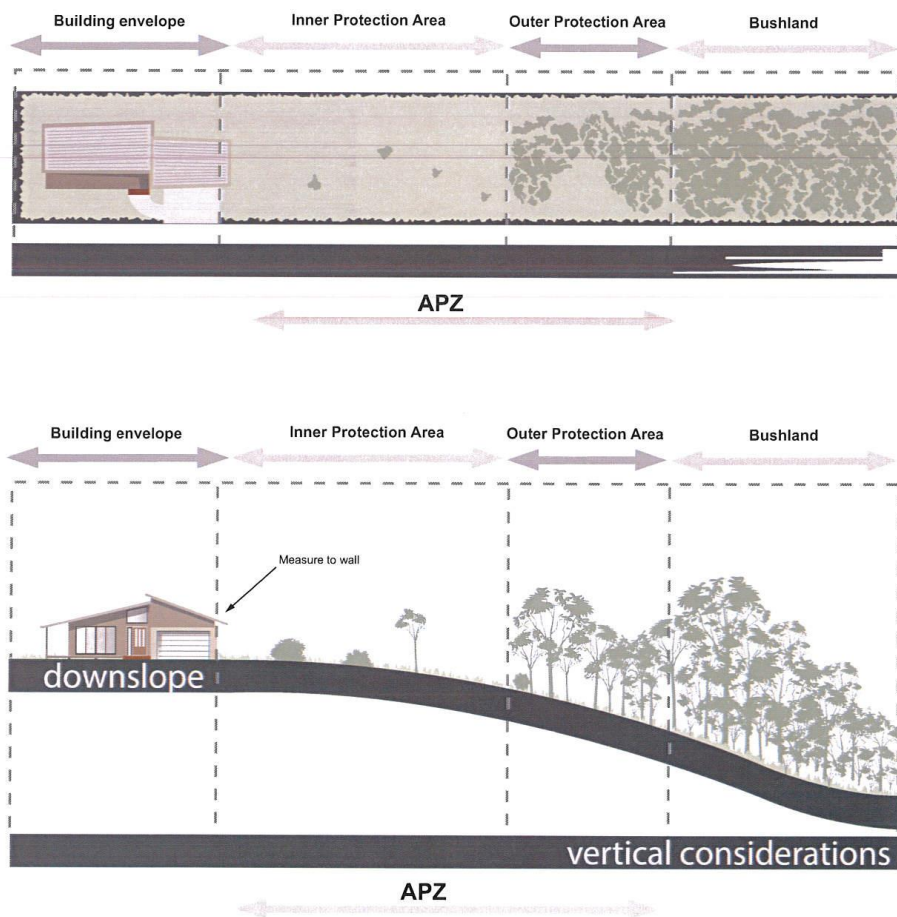 Building envelope
Inner Protection Area
Outer Protection Area
Bushland
APZ
Building envelope
Inner Protection Area
Outer Protection Area
Bushland
Measure to wall
downslope
vertical considerations
APZ